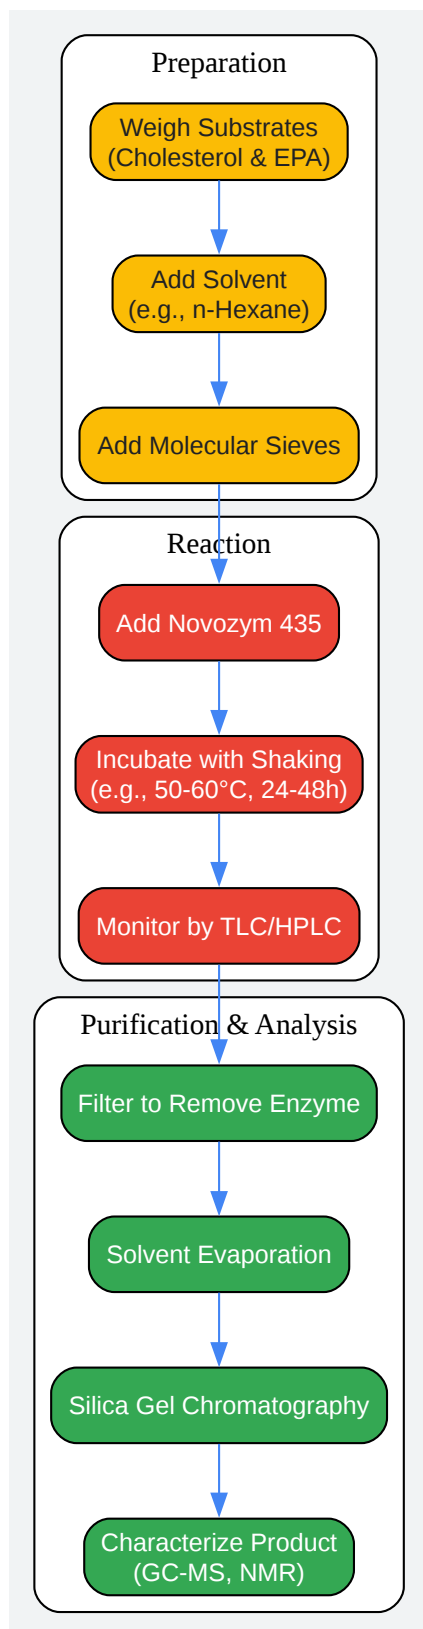 Preparation
Weigh Substrates
(Cholesterol & EPA)
Add Solvent
(e.g., n-Hexane)
Add Molecular Sieves
Reaction
Add Novozym 435
Incubate with Shaking
(e.g., 50-60°C, 24-48h)
Monitor by TLC/HPLC
Purification & Analysis
Filter to Remove Enzyme
Solvent Evaporation
Silica Gel Chromatography
Characterize Product
(GC-MS, NMR)